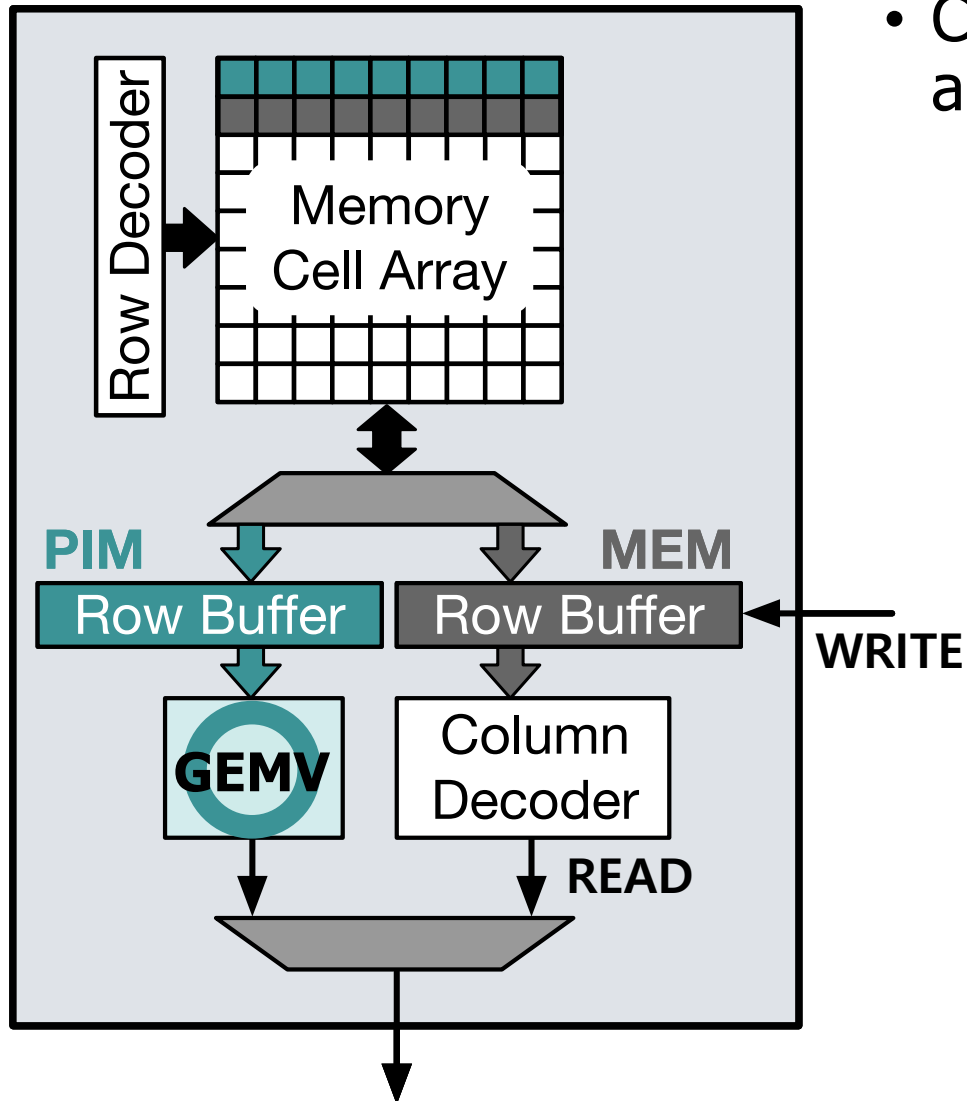 • C
a
Row Decoder
Memory
Cell Array
PIM
MEM
Row Buffer
Row Buffer
WRITE
GEMV
Column
Decoder
READ